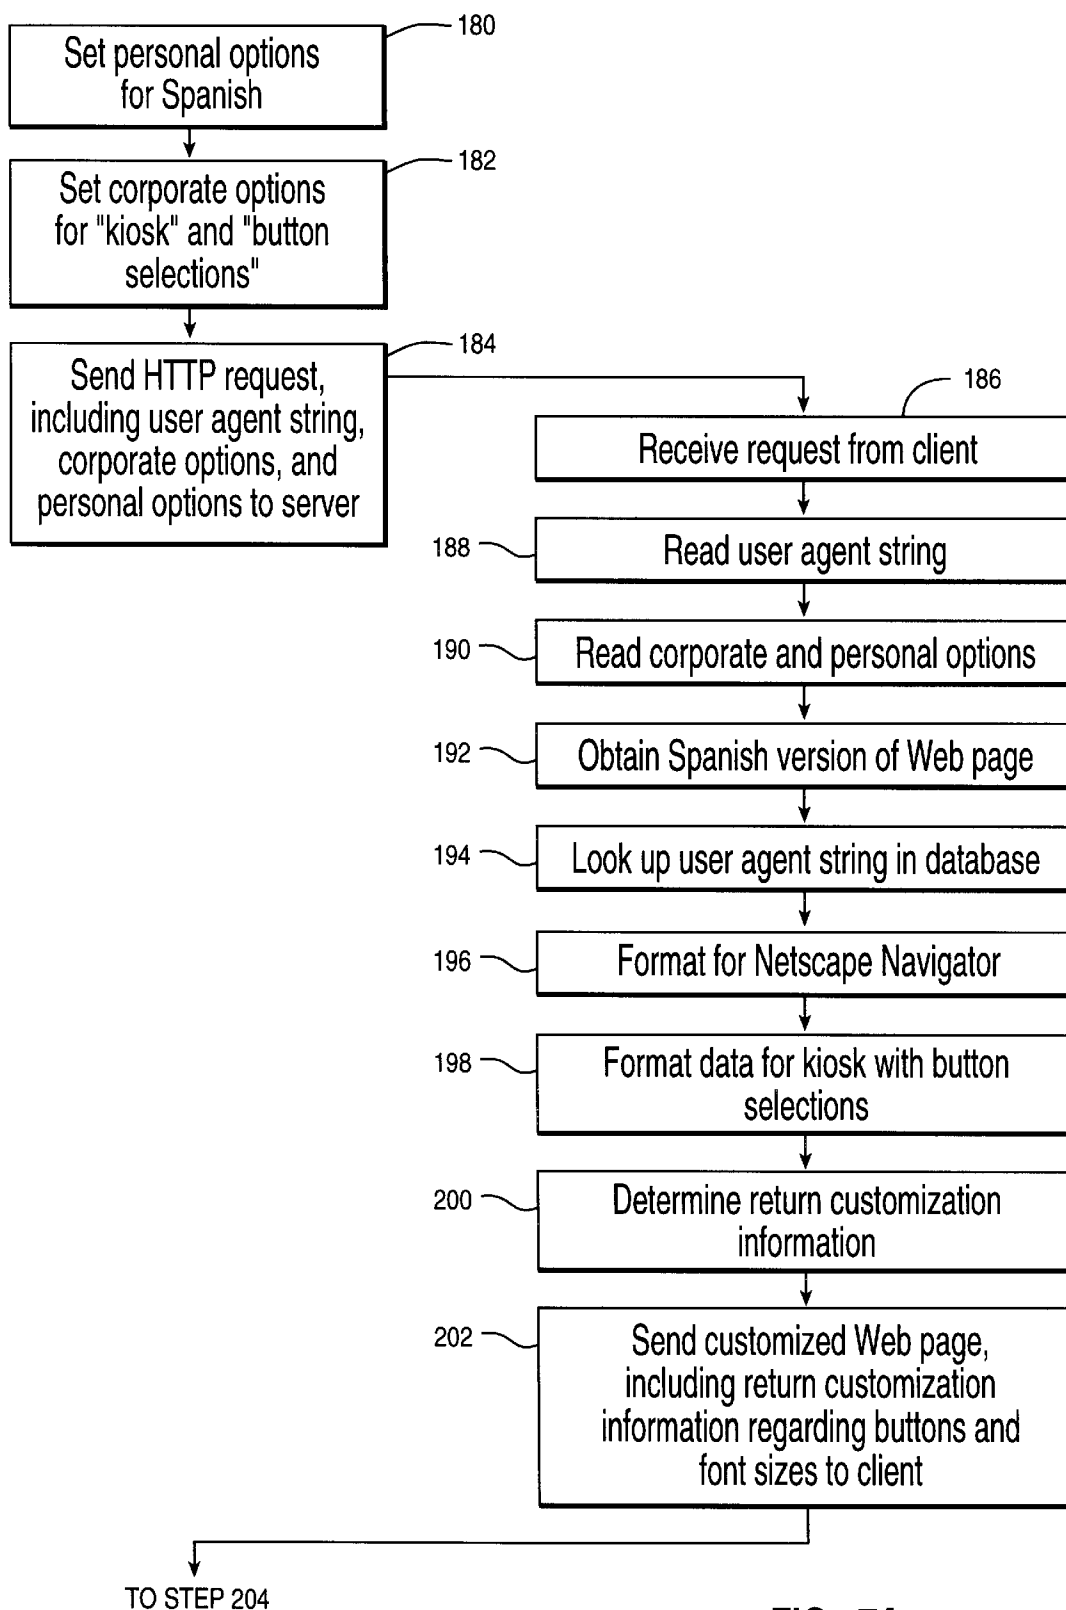 180
Set personal options
for Spanish
182
Set corporate options
for "kiosk" and "button
selections"
184
Send HTTP request,
including user agent string,
corporate options, and
personal options to server
186
Receive request from client
188
Read user agent string
190
Read corporate and personal options
192
Obtain Spanish version of Web page
194
Look up user agent string in database
196
Format for Netscape Navigator
198
Format data for kiosk with button
selections
200
Determine return customization
information
202
Send customized Web page,
including return customization
information regarding buttons and
font sizes to client
TO STEP 204